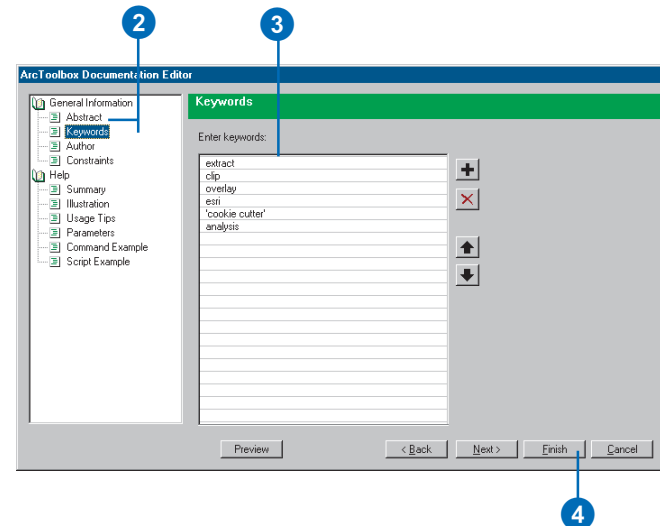 2
3
ArcToolbox Documentation Editor
General Information
Abstract
Keywords
Author
Constraints
Help
Summary
Illustration
Usage Tips
Parameters
Command Example
Script Example
Keywords
Enter keywords:
extract
clip
overlay
esri
'cookie cutter'
analysis
Preview
< Back
Next >
Finish
Cancel
4